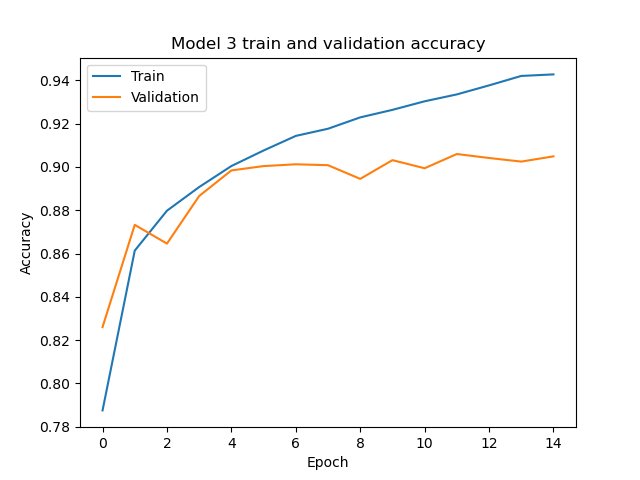 Model 3 train and validation accuracy
Train
Validation
Accuracy
0.94
0.92
0.90
0.88
0.86
0.84
0.82
0.80
0.78
0 2 4 6 8 10 12 14
Epoch